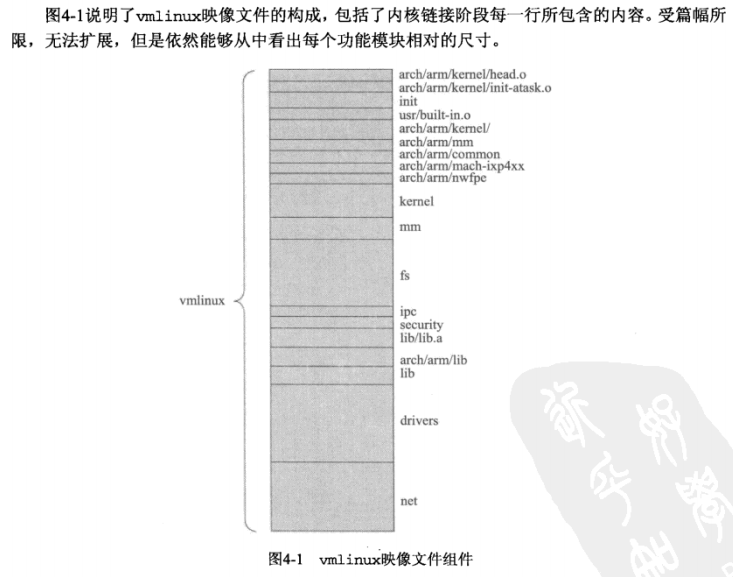 图4-1说明了vmlinux映像文件的构成，包括了内核链接阶段每一行所包含的内容。受篇幅所
限，无法扩展，但是依然能够从中看出每个功能模块相对的尺寸。
arch/arm/kernel/head.o
arch/arm/kernel/init-atask.o
init
usr/built-in.o
arch/arm/kernel/
arch/arm/mm
arch/arm/common
arch/arm/mach-ixp4xx
arch/arm/nwfpe
kernel
mm
fs
vmlinux
ipc
security
lib/lib.a
arch/arm/lib
lib
drivers
net
图4-1 vmlinux映像文件组件